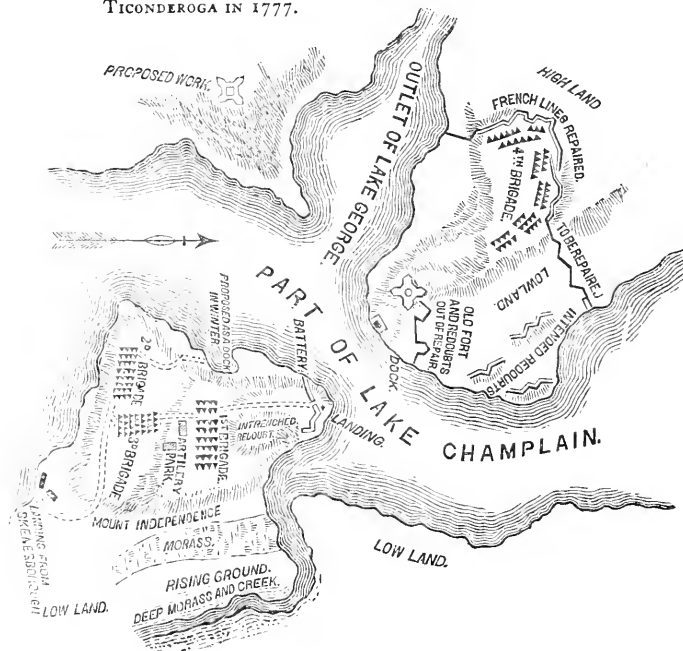 TICONDEROGA IN 1777.
PROPOSED WORK.
OUTLET OF LAKE GEORGE.
HIGH LAND
FRENCH LINES REPAIRED.
4TH BRIGADE.
TO BE REPAIRED
LOWLAND
INTENDED REDOUBTS
OLD FORT
AND REDOUBTS
OUT OF REPAIR
DOCK.
PART OF LAKE CHAMPLAIN.
PROPOSED AS A DOCK
IN WINTER
BATTERY
LANDING.
INTRENCHED
REDOUBT.
2D BRIGADE
3D BRIGADE
ARTILERY
PARK.
BRIGADE
MOUNT INDEPENDENCE
MORASS.
LANDING FROM
LOW LAND.
RISING GROUND.
DEEP MORASS AND CREEK.
LOW LAND.